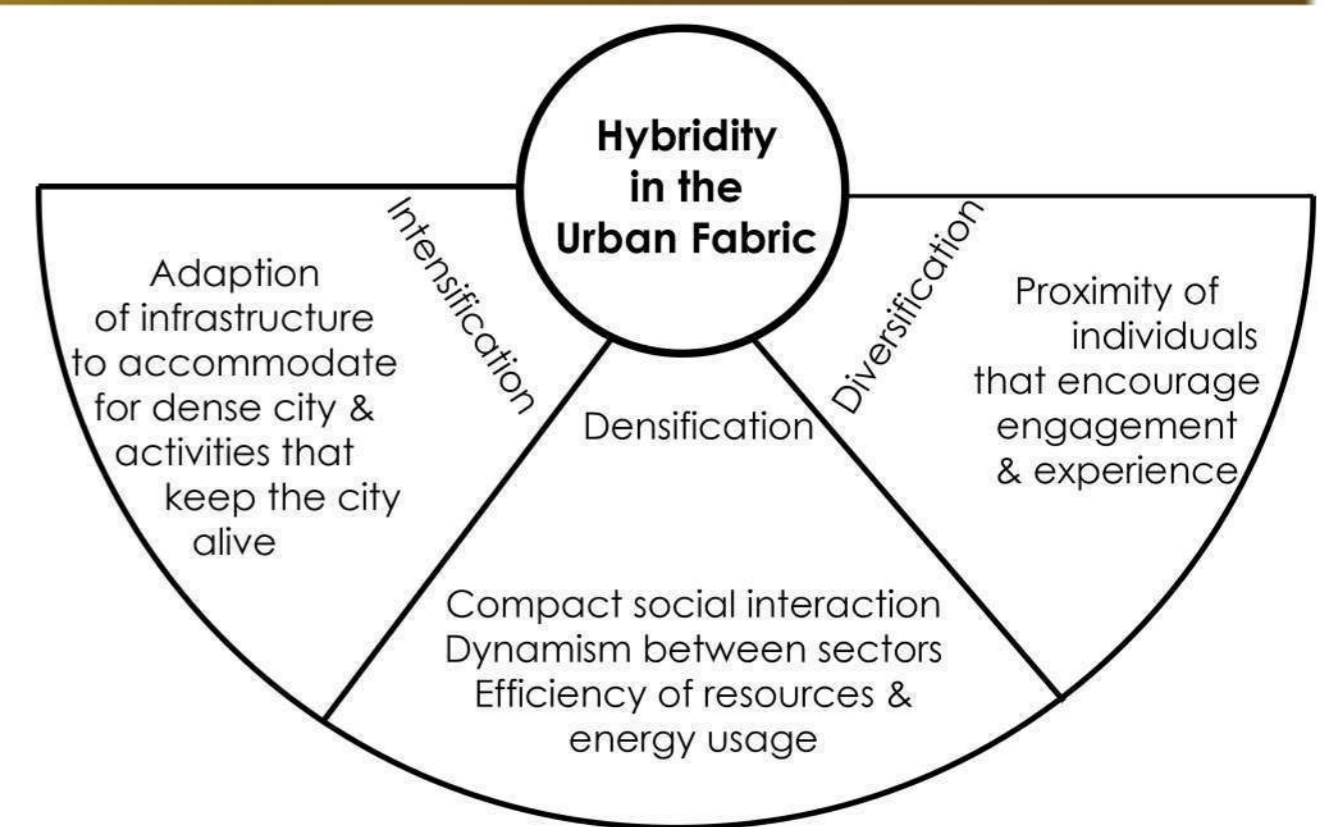 Hybridity
in the
Urban Fabric
Intensification
Adaption
of infrastructure
to accommodate
for dense city &
activities that
keep the city
alive
Densification
Compact social interaction
Dynamism between sectors
Efficiency of resources &
energy usage
Diversification
Proximity of
individuals
that encourage
engagement
& experience